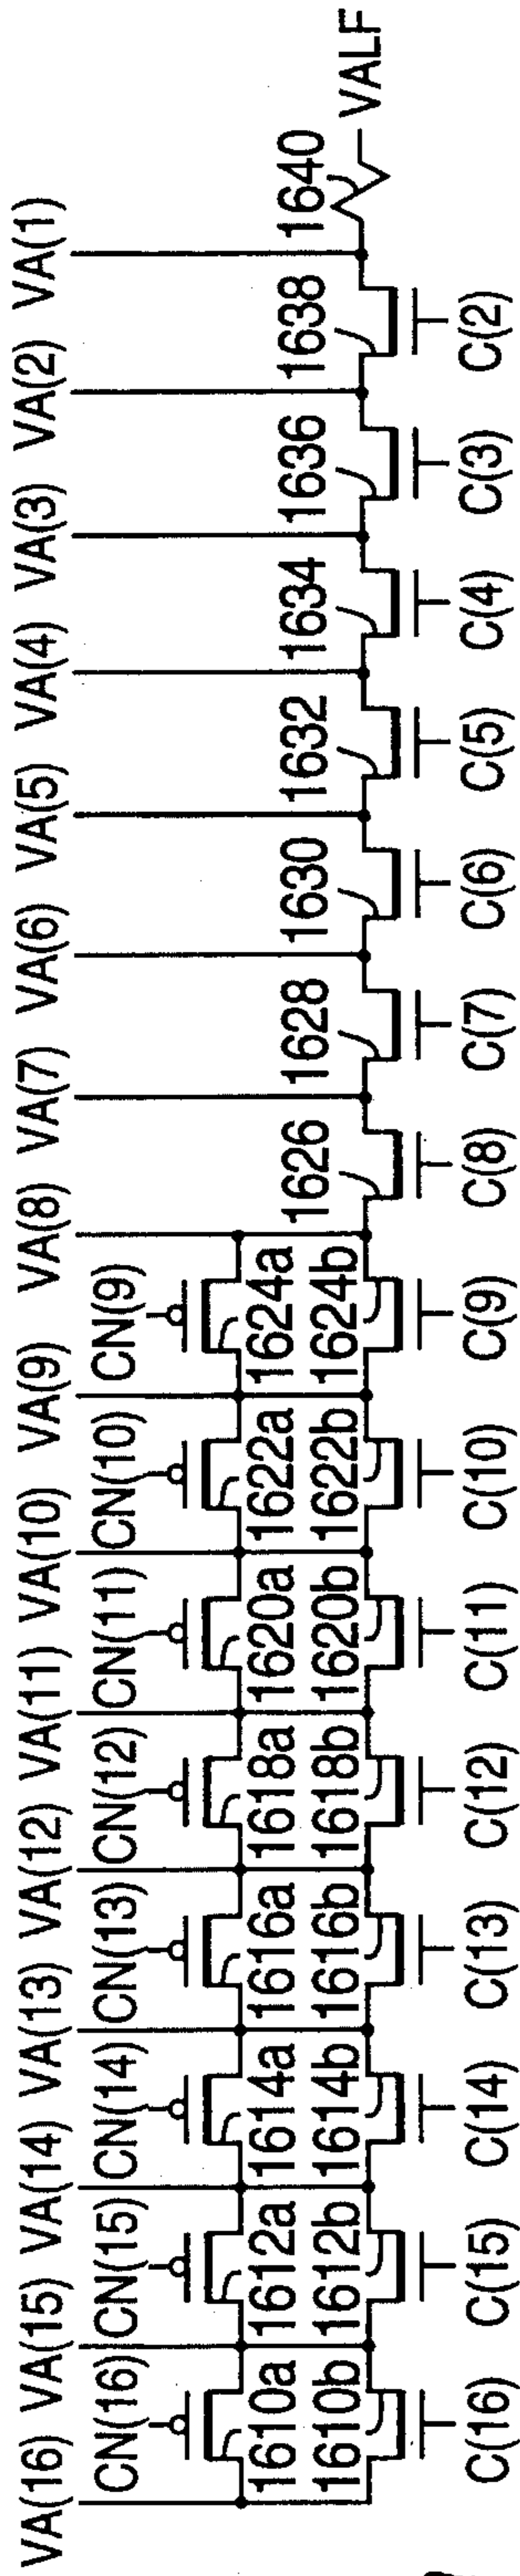 VA(16) VA(15) VA(14) VA(13) VA(12) VA(11) VA(10) VA(9) VA(8) VA(7) VA(6) VA(5) VA(4) VA(3) VA(2) VA(1)
CN(16) CN(15) CN(14) CN(13) CN(12) CN(11) CN(10) CN(9)
1610a 1612a 1614a 1616a 1618a 1620a 1622a 1624a
1610b 1612b 1614b 1616b 1618b 1620b 1622b 1624b 1626 1628 1630 1632 1634 1636 1638 1640
VALF
C(16) C(15) C(14) C(13) C(12) C(11) C(10) C(9) C(8) C(7) C(6) C(5) C(4) C(3) C(2)